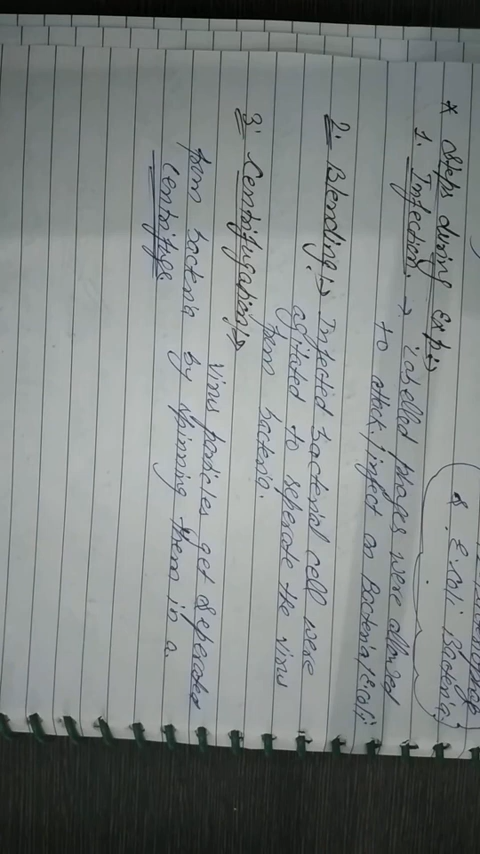 & E.coli Bacteria
* Steps during exp:→
1. Infection → labelled phages were allowed
to attack/infect on Bacteria(E.coli)
2. Blending:→ Infected bacterial cell were
agitated to seperate the virus
from bacteria.
3. Centrifugation:→
Virus particles get seperated
from bacteria by spinning them in a
centrifuge